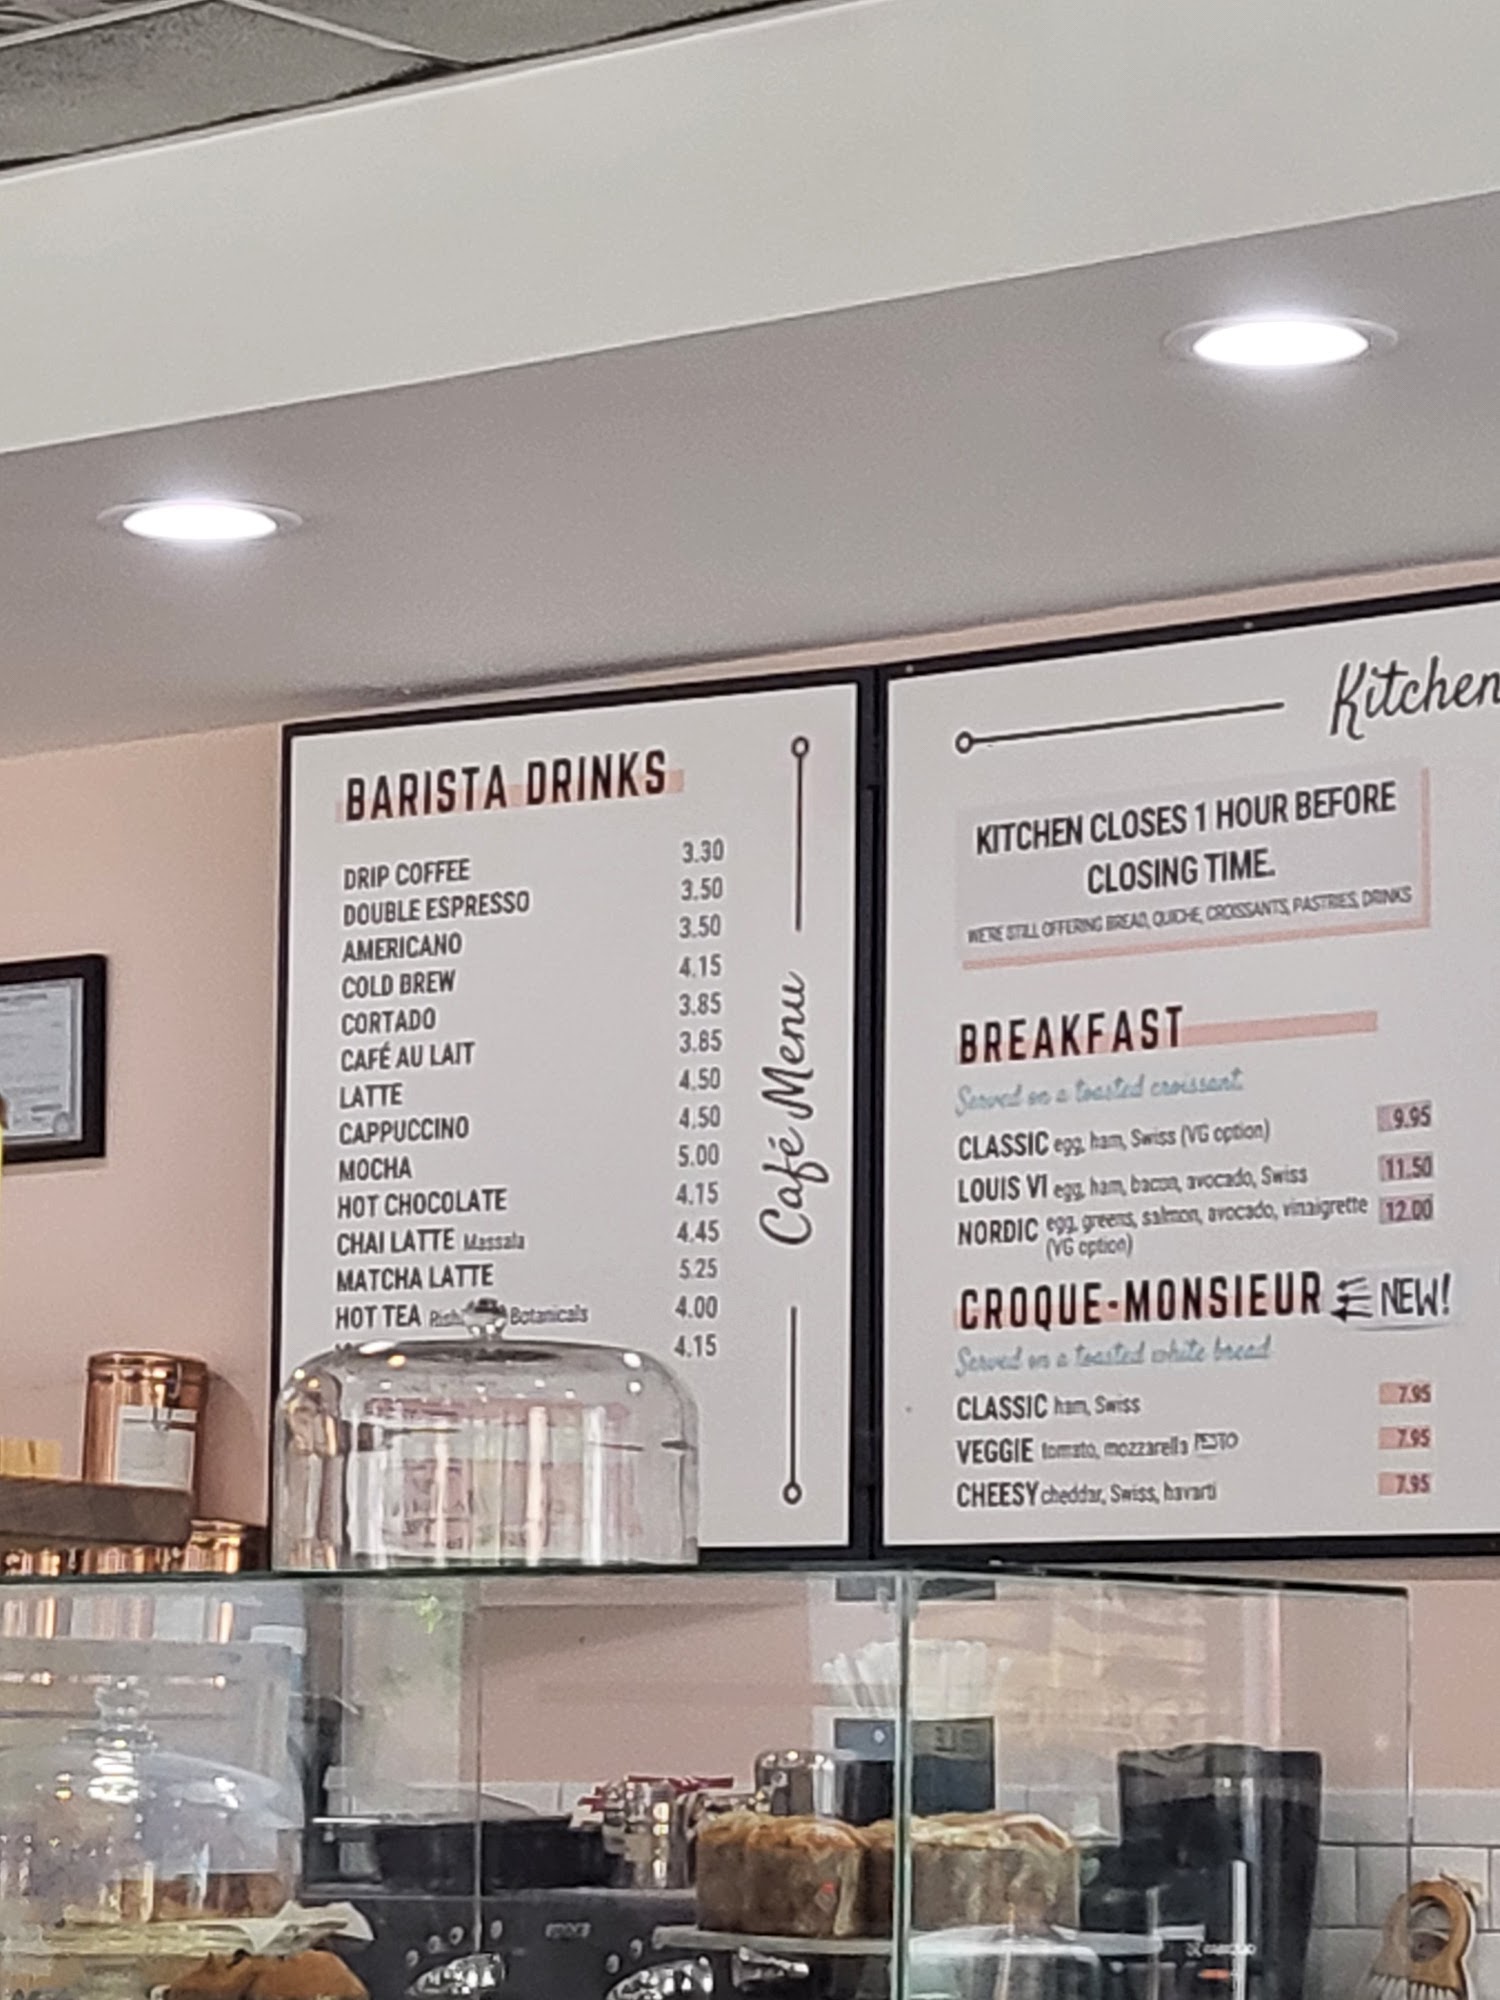 BARISTA DRINKS
DRIP COFFEE 3.30
DOUBLE ESPRESSO 3.50
AMERICANO 3.50
COLD BREW 4.15
CORTADO 3.85
CAFÉ AU LAIT 3.85
LATTE 4.50
CAPPUCCINO 4.50
MOCHA 5.00
HOT CHOCOLATE 4.15
CHAI LATTE Massala 4.45
MATCHA LATTE 5.25
HOT TEA Botanicals 4.00
4.15
Café Menu
Kitchen
KITCHEN CLOSES 1 HOUR BEFORE
CLOSING TIME.
WE'RE STILL OFFERING BREAD, QUICHE, CROISSANTS, PASTRIES, DRINKS
BREAKFAST
Served on a toasted croissant.
CLASSIC egg, ham, Swiss (VG option) 9.95
LOUIS VI egg, ham, bacon, avocado, Swiss 11.50
NORDIC egg, greens, salmon, avocado, vinaigrette 12.00
(VG option)
CROQUE-MONSIEUR NEW!
Served on a toasted white bread
CLASSIC ham, Swiss 7.95
VEGGIE tomato, mozzarella PESTO 7.95
CHEESY cheddar, Swiss, havarti 7.95